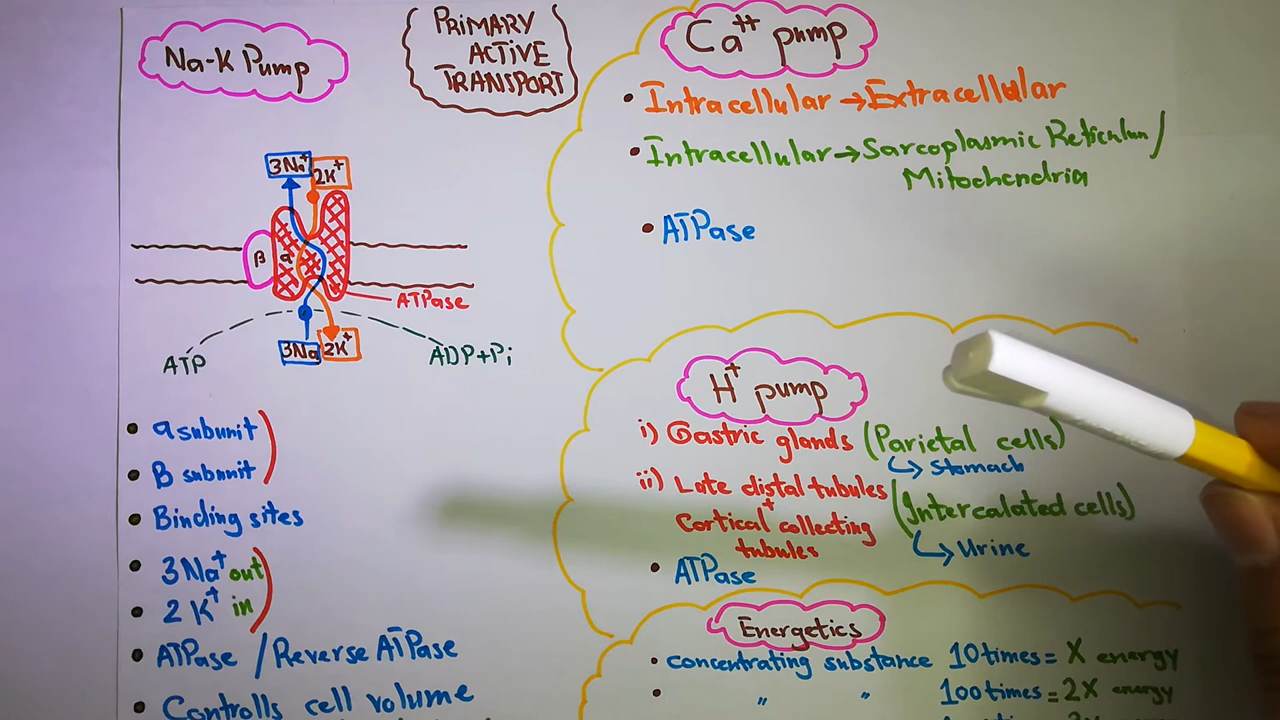 Na-K Pump
PRIMARY
ACTIVE
TRANSPORT
3Na+
2K+
β
α
ATPase
3Na
2K+
ATP
ADP+Pi
α subunit
β subunit
Binding sites
3Na+ out
2 K+ in
ATPase / Reverse ATPase
Controlls cell volume
Ca++ pump
Intracellular → Extracellular
Intracellular → Sarcoplasmic Reticulum /
Mitochondria
ATPase
H+ pump
i) Gastric glands (Parietal cells)
↳ Stomach
ii) Late distal tubules
Cortical+ collecting
tubules
(Intercalated cells)
↳ Urine
ATPase
Energetics
concentrating substance 10 times = X energy
" " 100 times = 2X energy